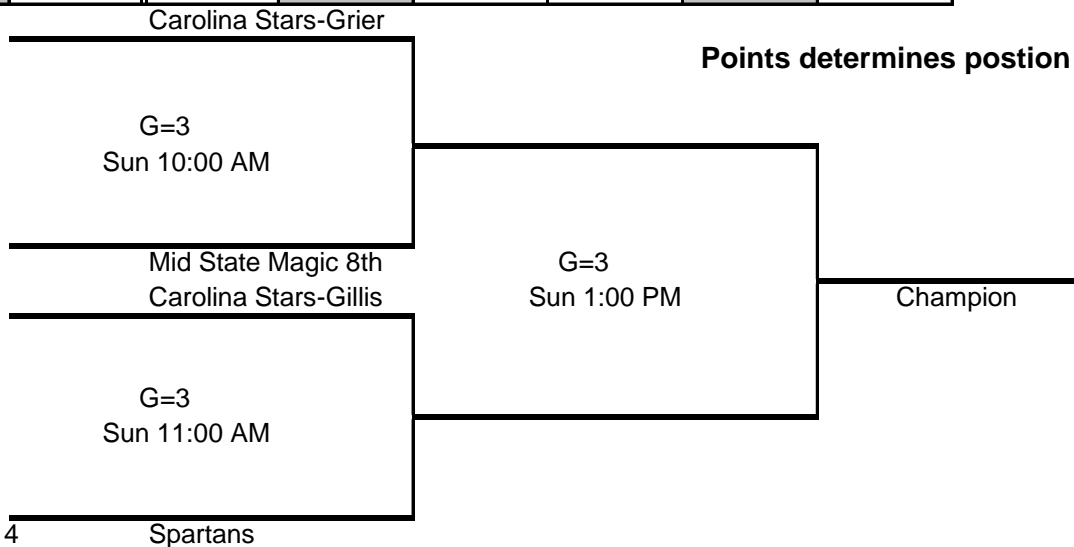 Carolina Stars-Grier
Points determines postion
G=3
Sun 10:00 AM
Mid State Magic 8th
G=3
Carolina Stars-Gillis
Sun 1:00 PM
Champion
G=3
Sun 11:00 AM
4 Spartans